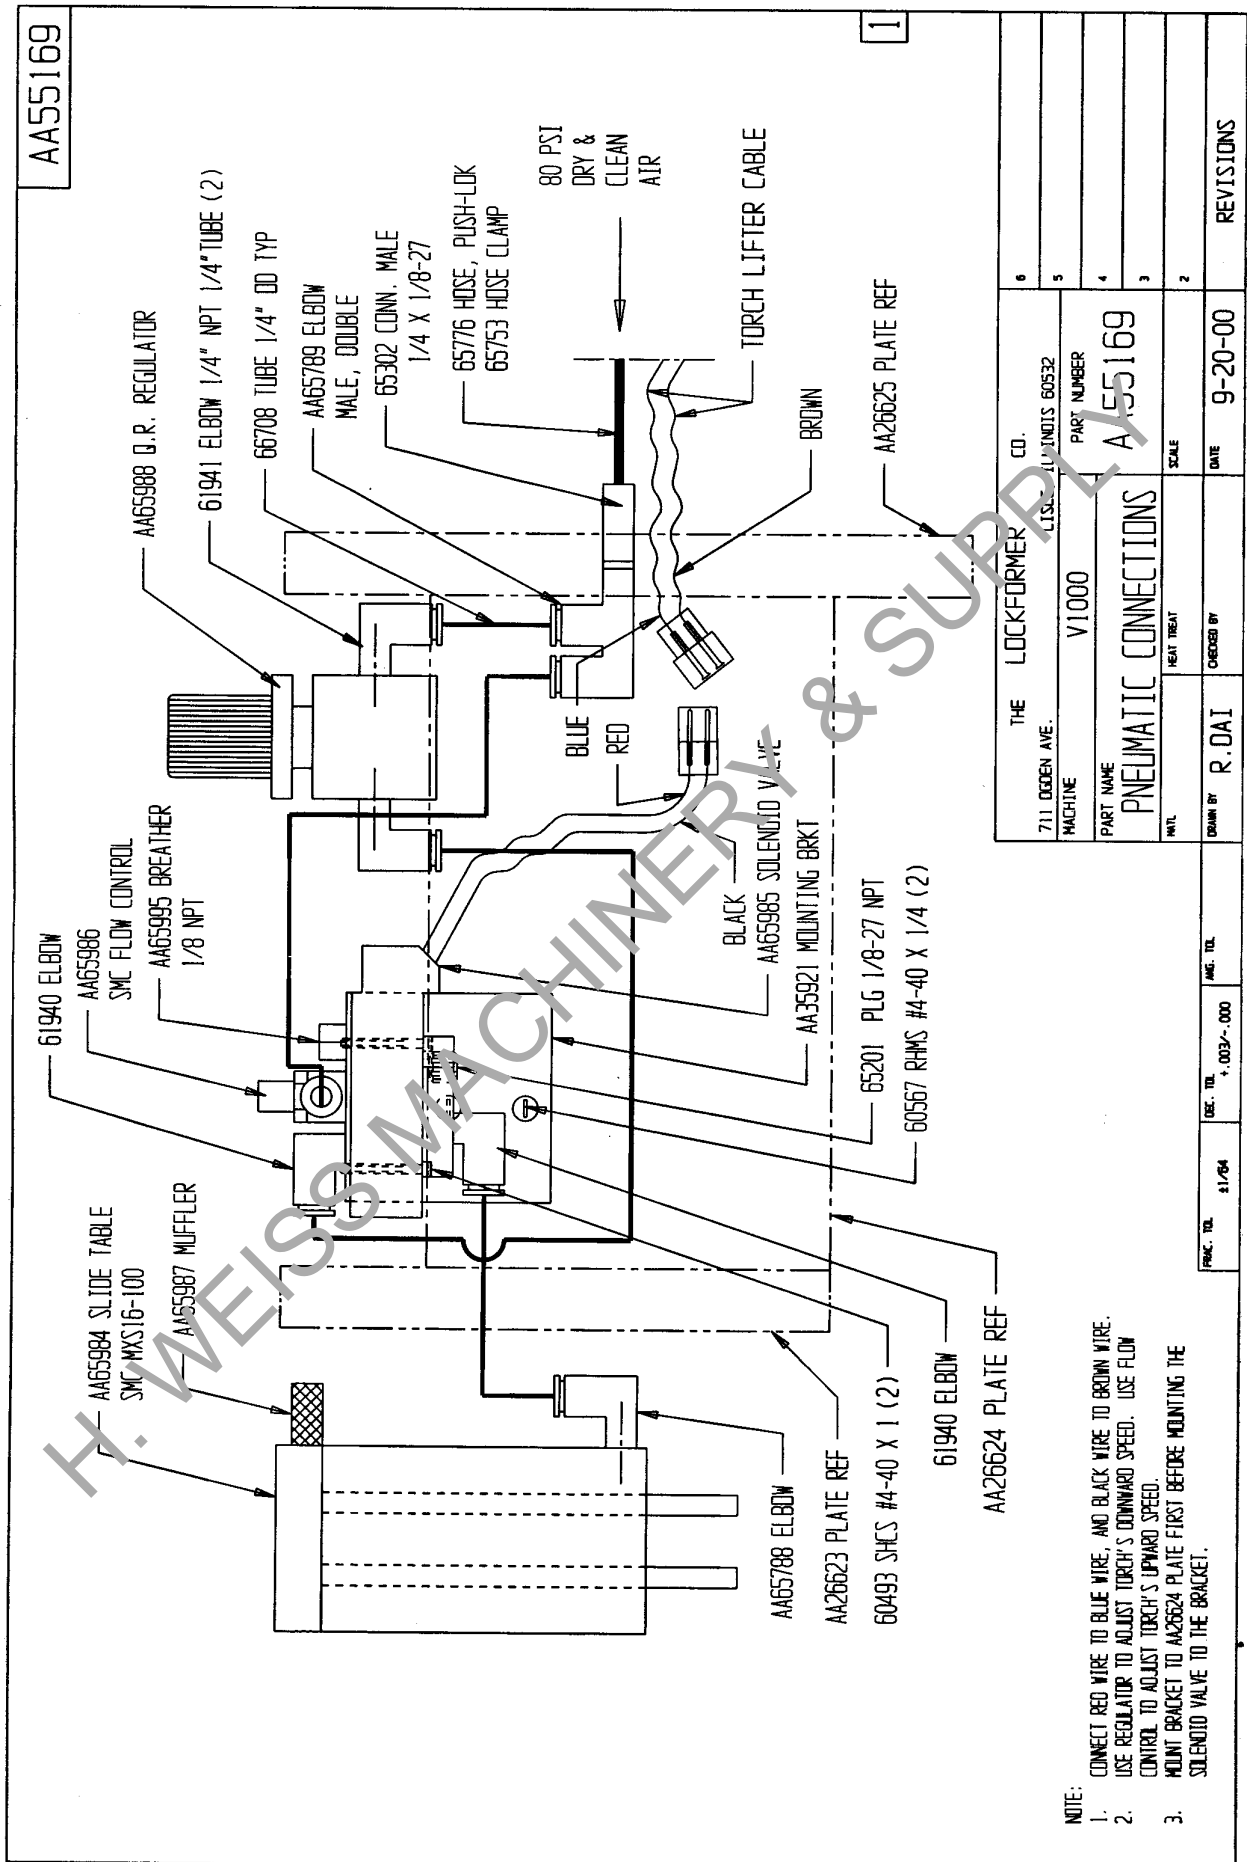 AA55169
1
61940 ELBOW
AA65986
SMC FLOW CONTROL
AA65995 BREATHER
1/8 NPT
AA65984 SLIDE TABLE
SMC MXS16-100
AA65987 MUFFLER
AA65988 Q.R. REGULATOR
61941 ELBOW 1/4" NPT 1/4"TUBE (2)
66708 TUBE 1/4" OD TYP
AA65789 ELBOW
MALE, DOUBLE
65302 CONN. MALE
1/4 X 1/8-27
65776 HOSE, PUSH-LOK
65753 HOSE CLAMP
80 PSI
DRY &
CLEAN
AIR
TORCH LIFTER CABLE
BROWN
AA26625 PLATE REF
BLUE
RED
BLACK
AA65985 SOLENOID VALVE
AA35921 MOUNTING BRKT
65201 PLG 1/8-27 NPT
60567 RHMS #4-40 X 1/4 (2)
AA65788 ELBOW
AA26623 PLATE REF
60493 SHCS #4-40 X 1 (2)
61940 ELBOW
AA26624 PLATE REF
NOTE:
1. CONNECT RED WIRE TO BLUE WIRE, AND BLACK WIRE TO BROWN WIRE.
2. USE REGULATOR TO ADJUST TORCH'S DOWNWARD SPEED. USE FLOW
CONTROL TO ADJUST TORCH'S UPWARD SPEED.
3. MOUNT BRACKET TO AA26624 PLATE FIRST BEFORE MOUNTING THE
SOLENOID VALVE TO THE BRACKET.
FRAC. TOL. ±1/64
DEC. TOL. +.003/-.000
ANG. TOL.
THE LOCKFORMER CO.
711 OGDEN AVE. LISLE ILLINOIS 60532
MACHINE V1000
PART NAME PNEUMATIC CONNECTIONS
PART NUMBER AA55169
MATL
HEAT TREAT
SCALE
DRAWN BY R.DAI
CHECKED BY
DATE 9-20-00
6
5
4
3
2
REVISIONS
H. WEISS MACHINERY & SUPPLY